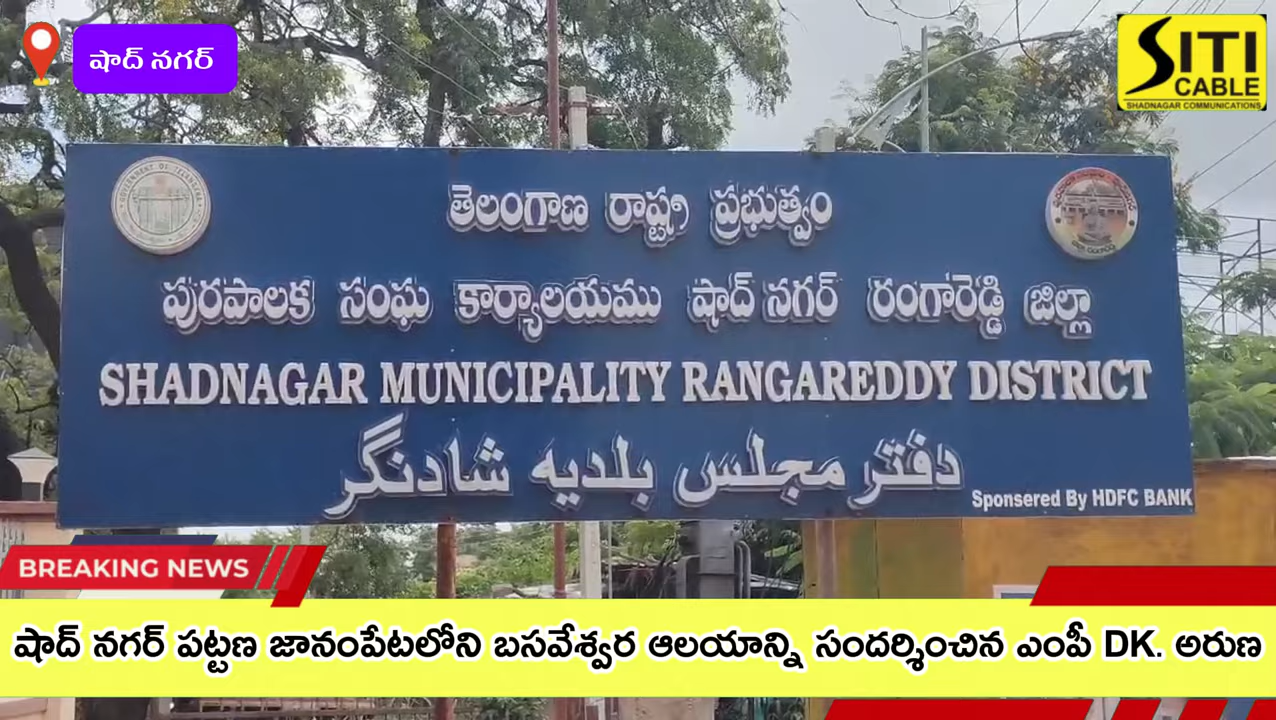 షాద్ నగర్
SITI
CABLE
SHADNAGAR COMMUNICATIONS
తెలంగాణ రాష్ట్ర ప్రభుత్వం
పురపాలక సంఘ కార్యాలయము షాద్ నగర్ రంగారెడ్డి జిల్లా
SHADNAGAR MUNICIPALITY RANGAREDDY DISTRICT
دفتر مجلس بلدیه شادنگر
Sponsered By HDFC BANK
BREAKING NEWS
షాద్ నగర్ పట్టణ జానంపేటలోని బసవేశ్వర ఆలయాన్ని సందర్శించిన ఎంపీ DK. అరుణ